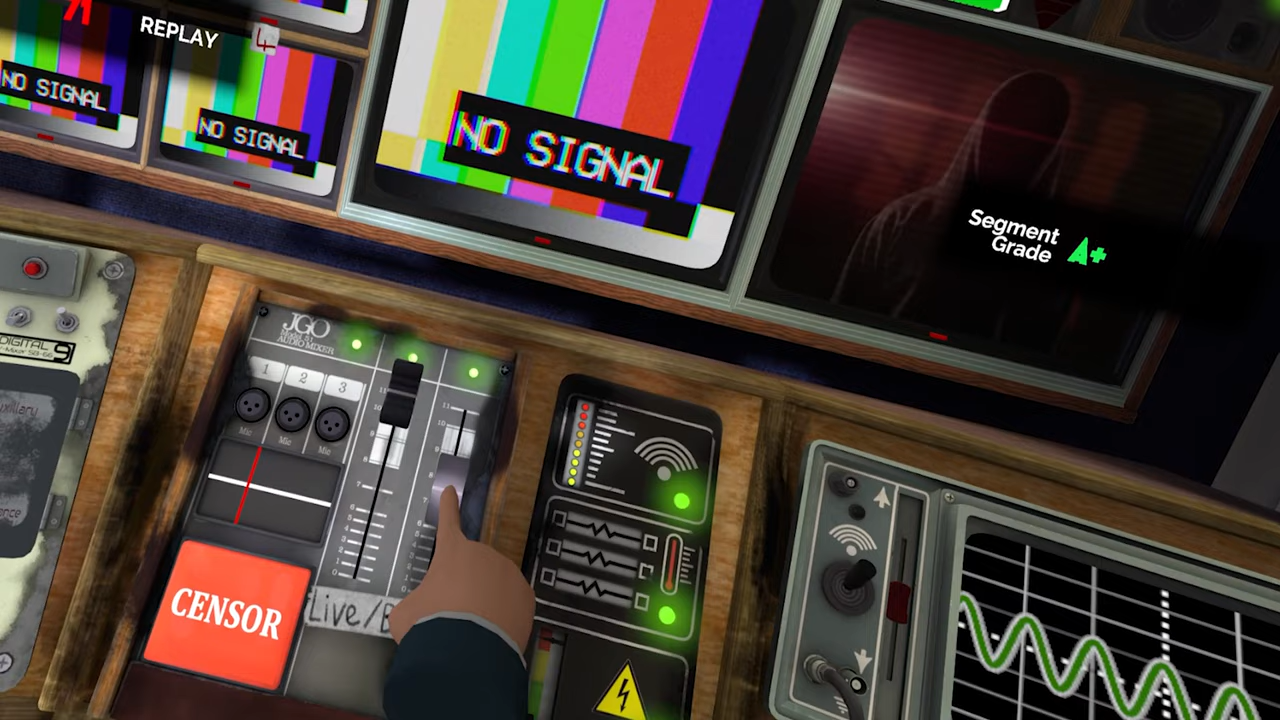 REPLAY
NO SIGNAL
NO SIGNAL
NO SIGNAL
Segment
Grade A+
JGO
AUDIO MIXER
1 2 3
Mic Mic Mic
CENSOR
Live/B
DIGITAL
9